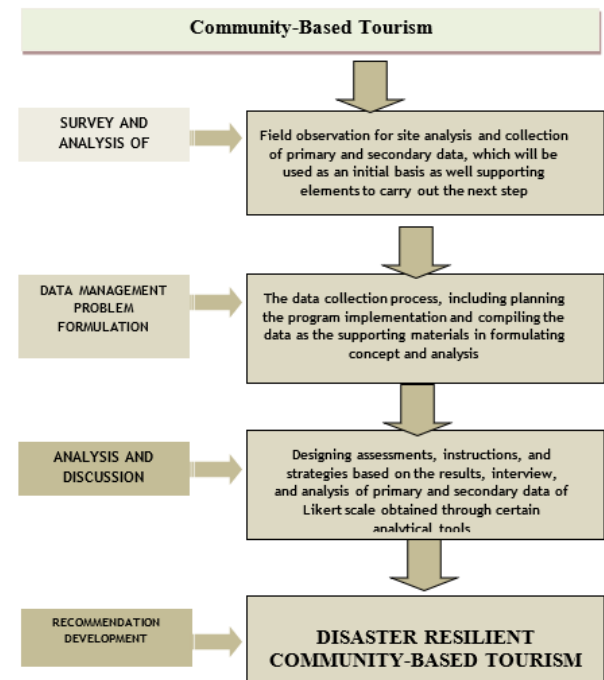 Community-Based Tourism
SURVEY AND
ANALYSIS OF
Field observation for site analysis and collection
of primary and secondary data, which will be
used as an initial basis as well supporting
elements to carry out the next step
DATA MANAGEMENT
PROBLEM
FORMULATION
The data collection process, including planning
the program implementation and compiling the
data as the supporting materials in formulating
concept and analysis
ANALYSIS AND
DISCUSSION
Designing assessments, instructions, and
strategies based on the results, interview,
and analysis of primary and secondary data of
Likert scale obtained through certain
analytical tools
RECOMMENDATION
DEVELOPMENT
DISASTER RESILIENT
COMMUNITY-BASED TOURISM